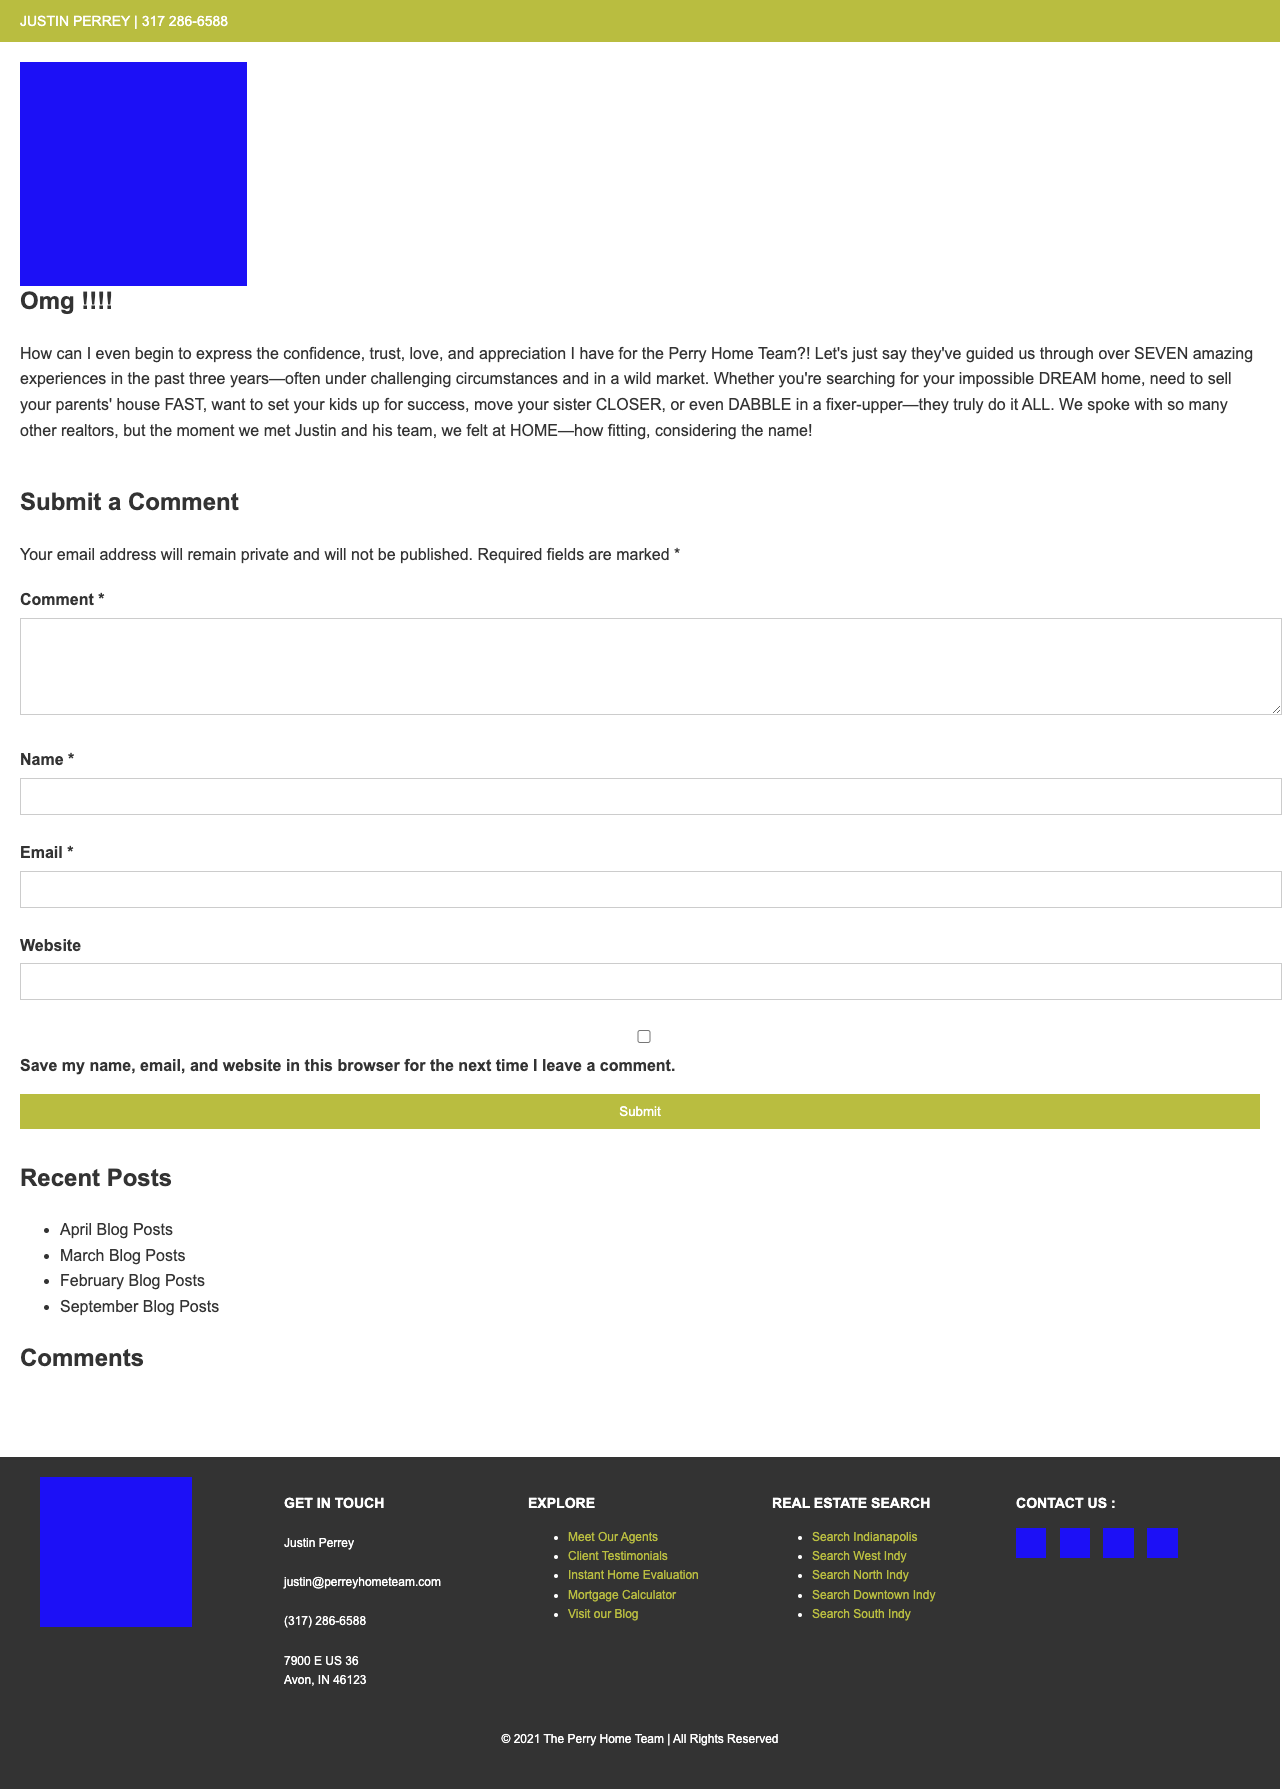 JUSTIN PERREY | 317 286-6588
Omg !!!!
How can I even begin to express the confidence, trust, love, and appreciation I have for the Perry Home Team?! Let's just say they've guided us through over SEVEN amazing
experiences in the past three years—often under challenging circumstances and in a wild market. Whether you're searching for your impossible DREAM home, need to sell
your parents' house FAST, want to set your kids up for success, move your sister CLOSER, or even DABBLE in a fixer-upper—they truly do it ALL. We spoke with so many
other realtors, but the moment we met Justin and his team, we felt at HOME—how fitting, considering the name!
Submit a Comment
Your email address will remain private and will not be published. Required fields are marked *
Comment *
Name *
Email *
Website
Save my name, email, and website in this browser for the next time I leave a comment.
Submit
Recent Posts
April Blog Posts
March Blog Posts
February Blog Posts
September Blog Posts
Comments
GET IN TOUCH
Justin Perrey
justin@perreyhometeam.com
(317) 286-6588
7900 E US 36
Avon, IN 46123
EXPLORE
Meet Our Agents
Client Testimonials
Instant Home Evaluation
Mortgage Calculator
Visit our Blog
REAL ESTATE SEARCH
Search Indianapolis
Search West Indy
Search North Indy
Search Downtown Indy
Search South Indy
CONTACT US :
© 2021 The Perry Home Team | All Rights Reserved